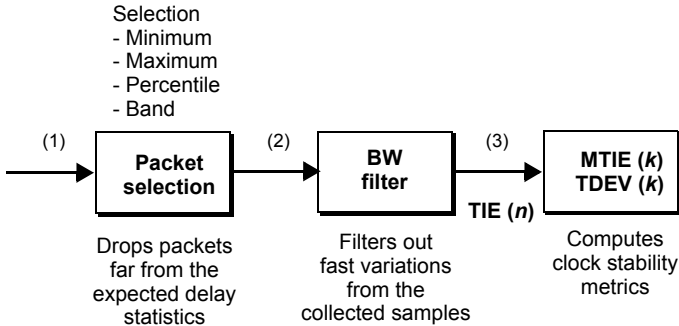 Selection
- Minimum
- Maximum
- Percentile
- Band
(1)
Packet
selection
(2)
BW
filter
(3)
TIE (n)
MTIE (k)
TDEV (k)
Drops packets
far from the
expected delay
statistics
Filters out
fast variations
from the
collected samples
Computes
clock stability
metrics